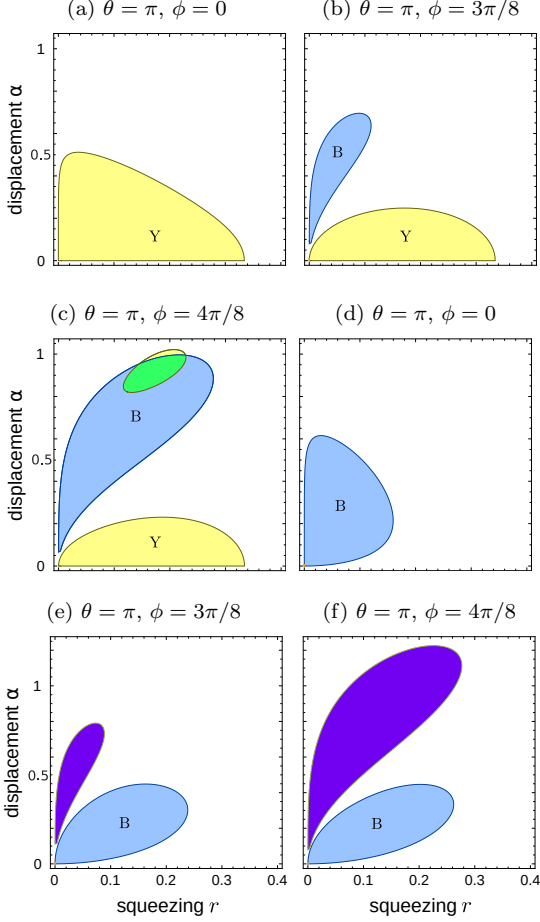 (a) θ = π, ϕ = 0
(b) θ = π, ϕ = 3π/8
displacement α
1
0.5
0
Y
B
Y
(c) θ = π, ϕ = 4π/8
(d) θ = π, ϕ = 0
displacement α
1
0.5
0
B
Y
B
(e) θ = π, ϕ = 3π/8
(f) θ = π, ϕ = 4π/8
displacement α
1
0.5
0
B
B
0 0.1 0.2 0.3 0.4
0 0.1 0.2 0.3 0.4
squeezing r
squeezing r